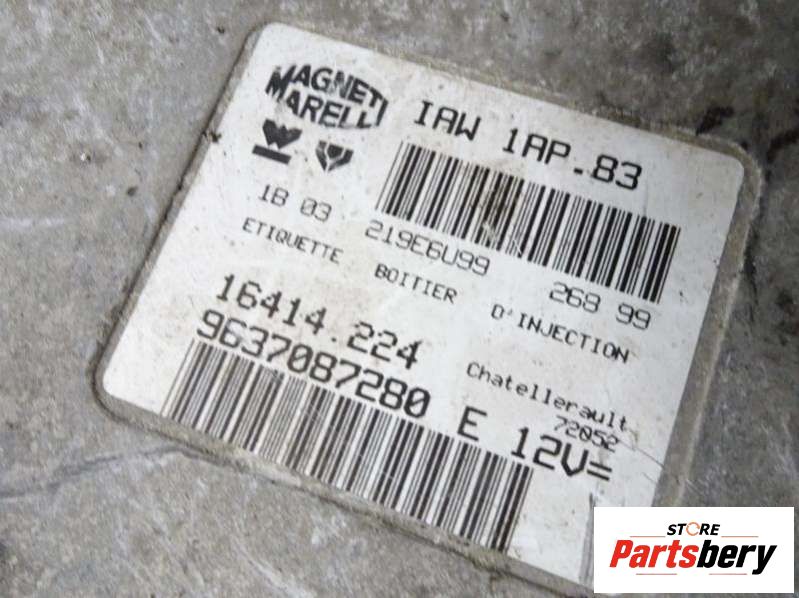 MAGNETI
MARELLI
IAW 1AP.83
18 03
219E6U99
268 99
ETIQUETTE BOITIER D'INJECTION
16414.224
9637087280 E 12V=
Chatellerault
72052
STORE
Partsbery